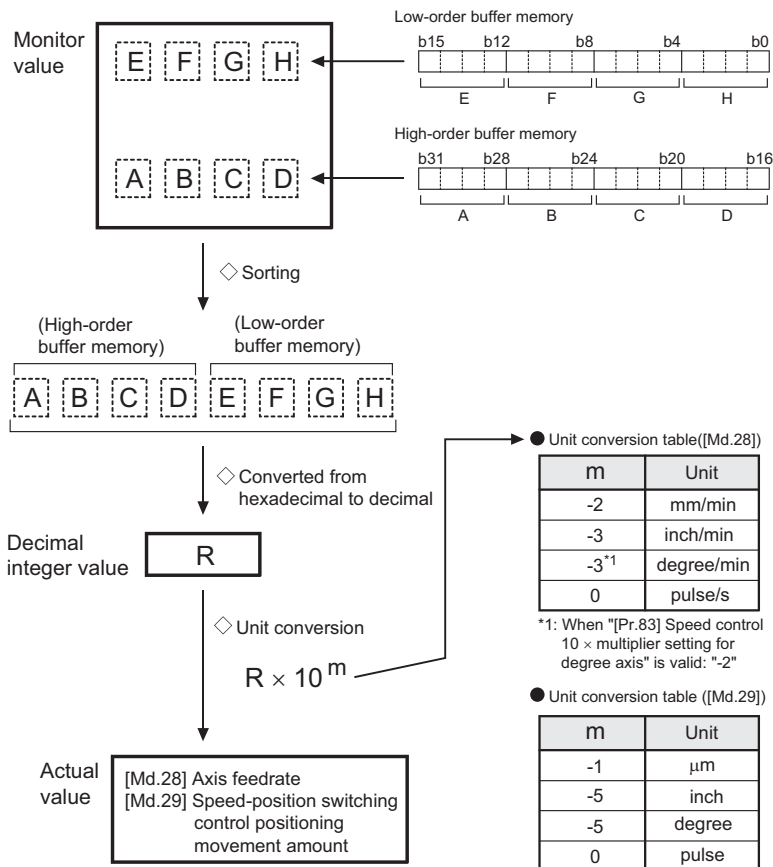 Monitor
value
E F G H
A B C D
Low-order buffer memory
b15 b12 b8 b4 b0
E F G H
High-order buffer memory
b31 b28 b24 b20 b16
A B C D
◇ Sorting
(High-order
buffer memory)
(Low-order
buffer memory)
A B C D E F G H
◇ Converted from
hexadecimal to decimal
Decimal
integer value
R
◇ Unit conversion
R × 10^m
Actual
value
[Md.28] Axis feedrate
[Md.29] Speed-position switching
control positioning
movement amount
● Unit conversion table([Md.28])
m Unit
-2 mm/min
-3 inch/min
-3*1 degree/min
0 pulse/s
*1: When "[Pr.83] Speed control
10 × multiplier setting for
degree axis" is valid: "-2"
● Unit conversion table ([Md.29])
m Unit
-1 μm
-5 inch
-5 degree
0 pulse